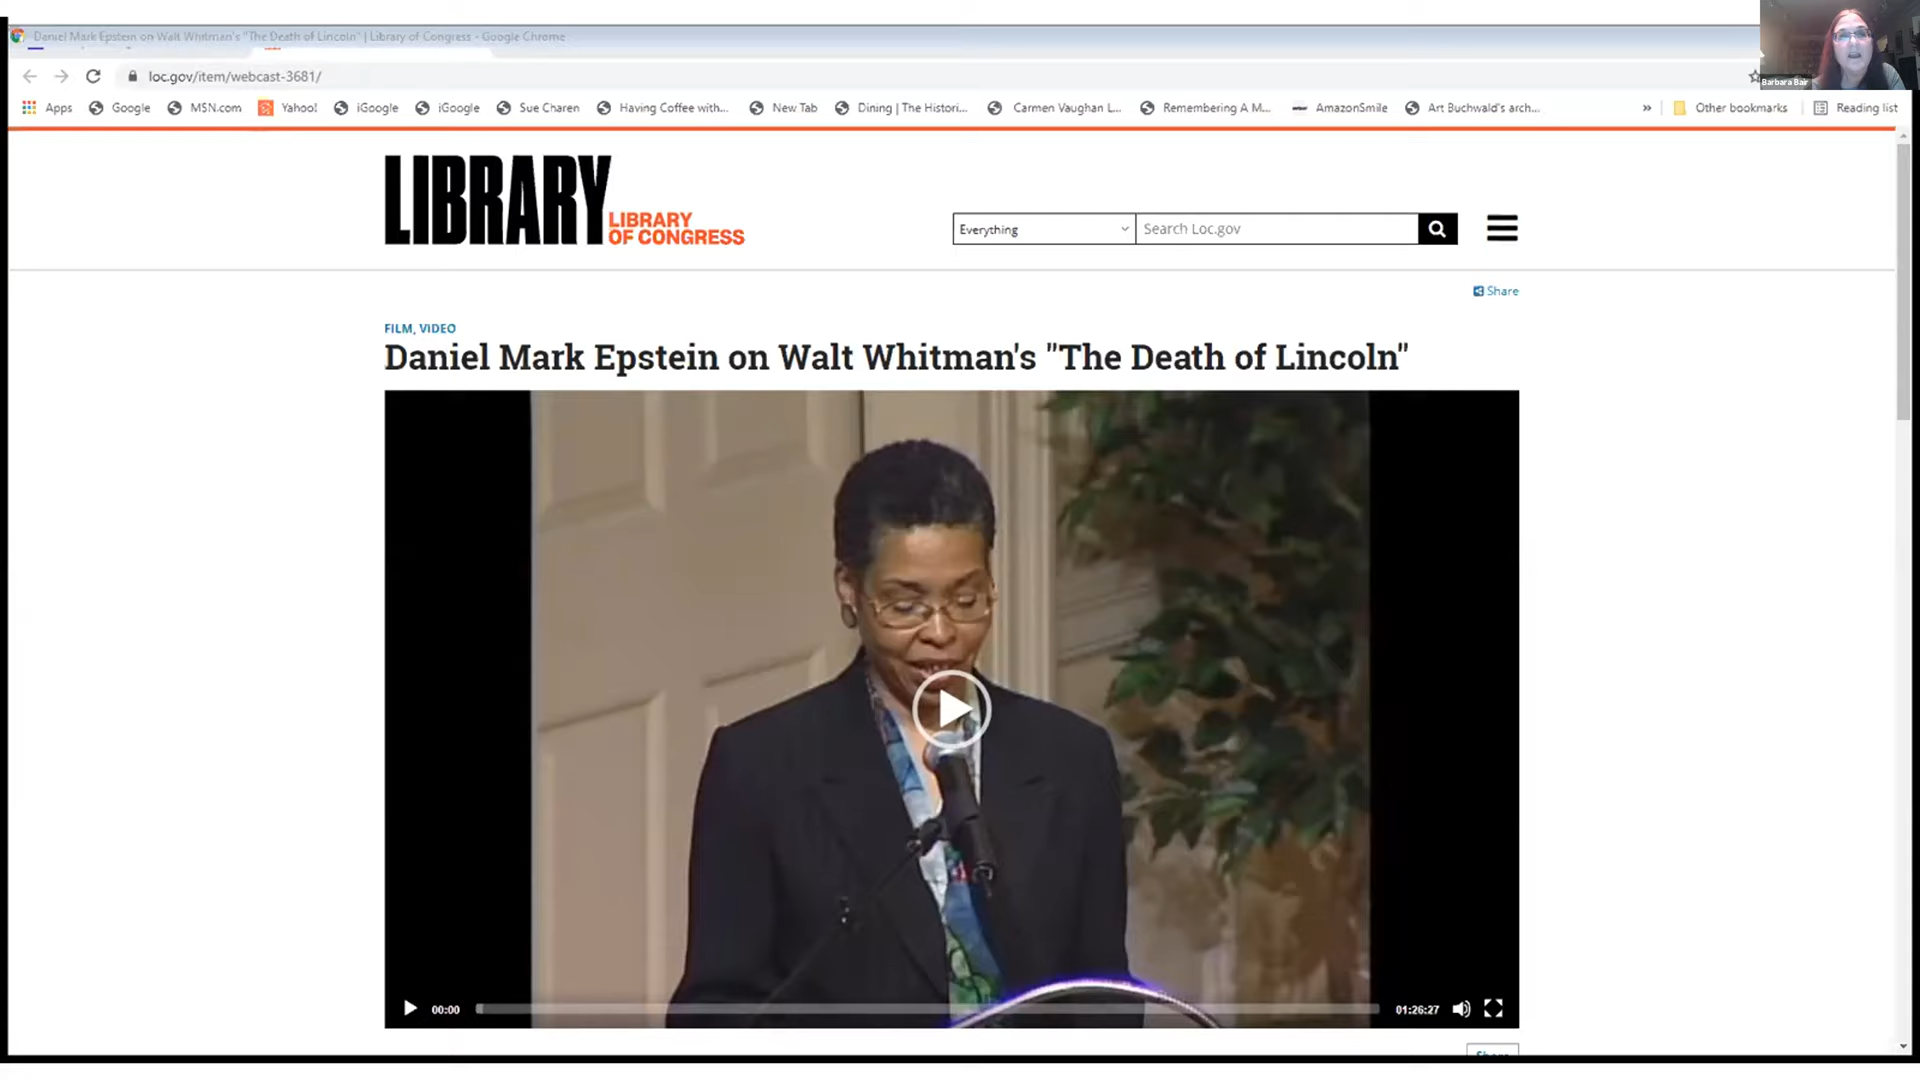 Daniel Mark Epstein on Walt Whitman's "The Death of Lincoln" | Library of Congress - Google Chrome
Barbara Bair
loc.gov/item/webcast-3681/
Apps Google MSN.com Yahoo! iGoogle iGoogle Sue Charen Having Coffee with... New Tab Dining | The Histori... Carmen Vaughan L... Remembering A M... AmazonSmile Art Buchwald's arch... » Other bookmarks Reading list
LIBRARY
LIBRARY
OF CONGRESS
Everything Search Loc.gov
Share
FILM, VIDEO
Daniel Mark Epstein on Walt Whitman's "The Death of Lincoln"
00:00 01:26:27